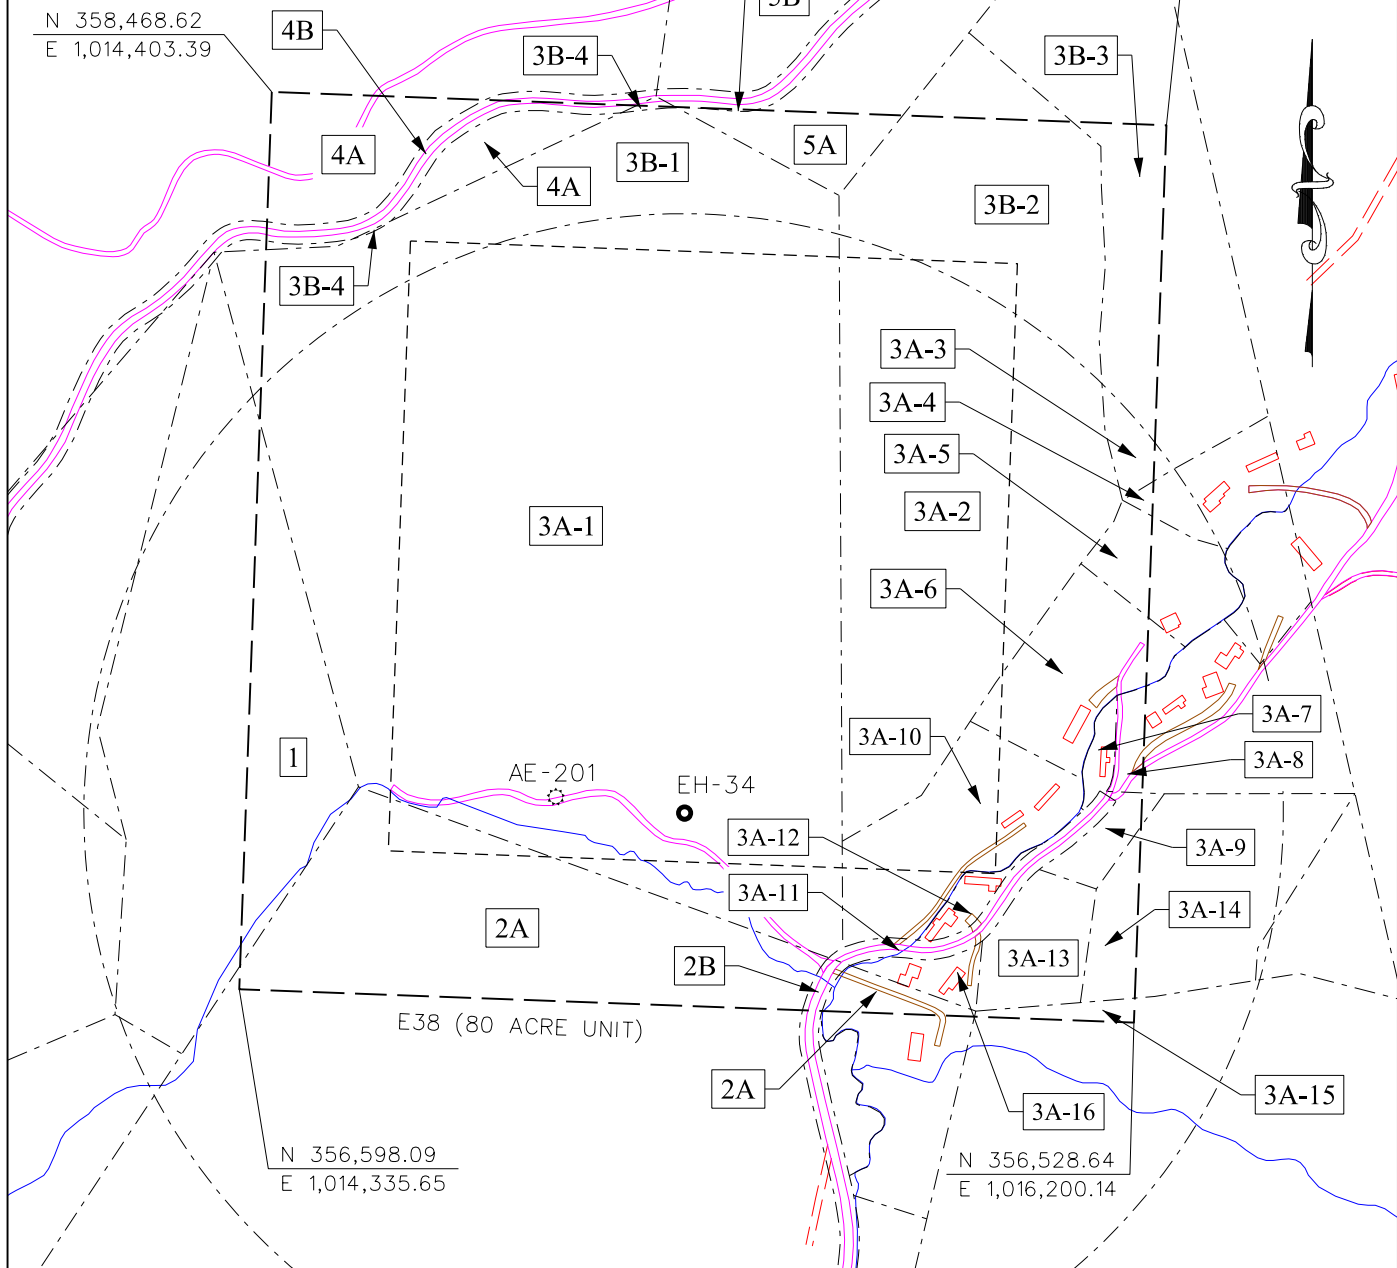 5B
N 358,468.62
E 1,014,403.39
4B
3B-4
3B-3
4A
3B-1
5A
4A
3B-2
3B-4
3A-3
3A-4
3A-5
3A-1
3A-2
3A-6
3A-7
3A-10
1
3A-8
AE-201
EH-34
3A-12
3A-9
3A-11
3A-14
2A
3A-13
2B
E38 (80 ACRE UNIT)
2A
3A-16
3A-15
N 356,598.09
E 1,014,335.65
N 356,528.64
E 1,016,200.14